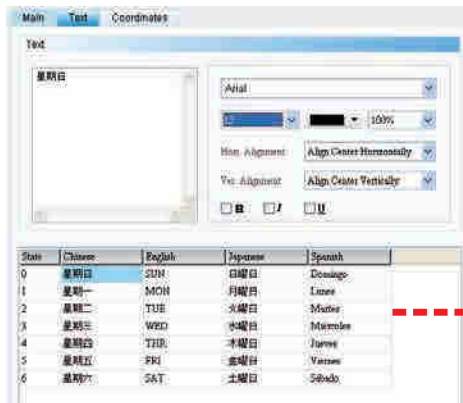 Main Text Coordinates
Text
星期日
Arial
100%
Hori. Alignment Align Center Horizontally
Ver. Alignment Align Center Vertically
B I U
State Chinese English Japanese Spanish
0 星期日 SUN 日曜日 Domingo
1 星期一 MON 月曜日 Lunes
2 星期二 TUE 火曜日 Martes
3 星期三 WED 水曜日 Miercoles
4 星期四 THR 木曜日 Jueves
5 星期五 FRI 金曜日 Viernes
6 星期六 SAT 土曜日 Sábado